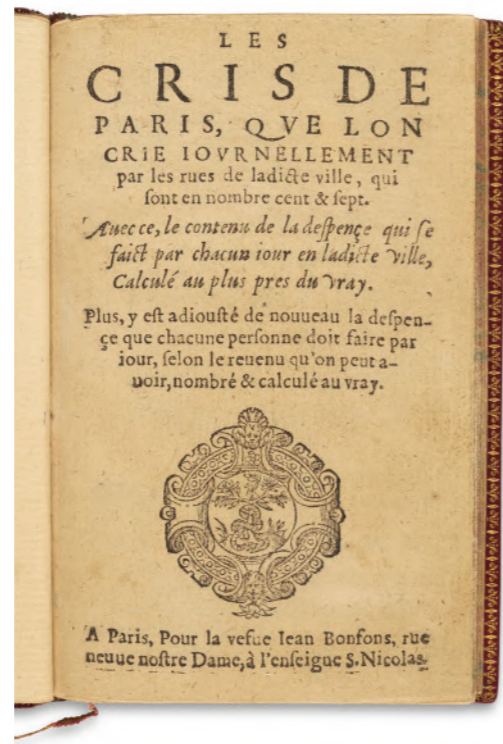 LES
CRIS DE
PARIS, QVE LON
CRIE IOVRNELLEMENT
par les rues de ladicte ville, qui
sont en nombre cent & sept.
Auec ce, le contenu de la despençe qui se
faict par chacun iour en ladicte ville,
Calculé au plus pres du vray.
Plus, y est adiousté de nouueau la despen-
çe que chacune personne doit faire par
iour, selon le reuenu qu'on peut a-
uoir, nombré & calculé au vray.
A Paris, Pour la vefue Iean Bonfons, rue
neuue nostre Dame, à l'enseigne S. Nicolas.